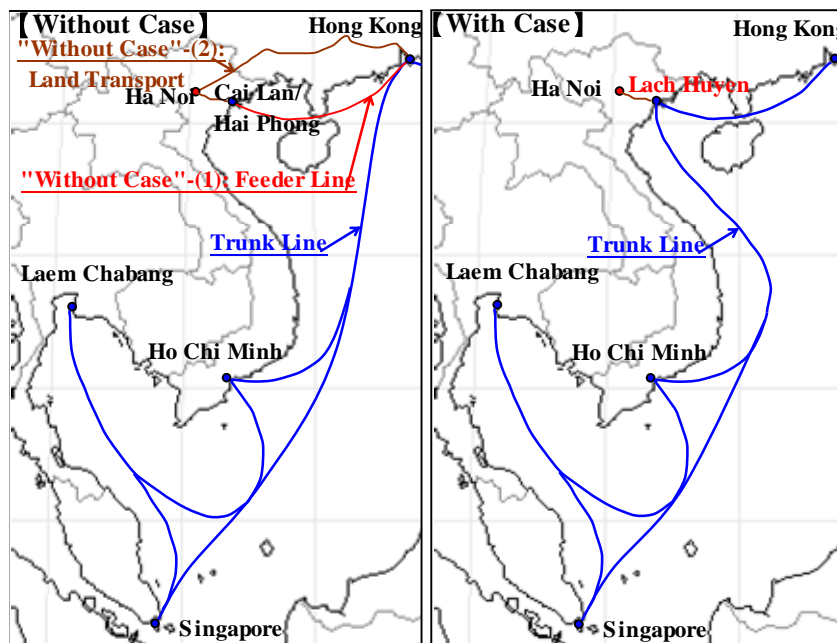 【Without Case】
Hong Kong
"Without Case"-(2):
Land Transport
Ha Noi
Cai Lan/
Hai Phong
"Without Case"-(1): Feeder Line
Trunk Line
Laem Chabang
Ho Chi Minh
Singapore
【With Case】
Hong Kong
Ha Noi
Lach Huyen
Trunk Line
Laem Chabang
Ho Chi Minh
Singapore